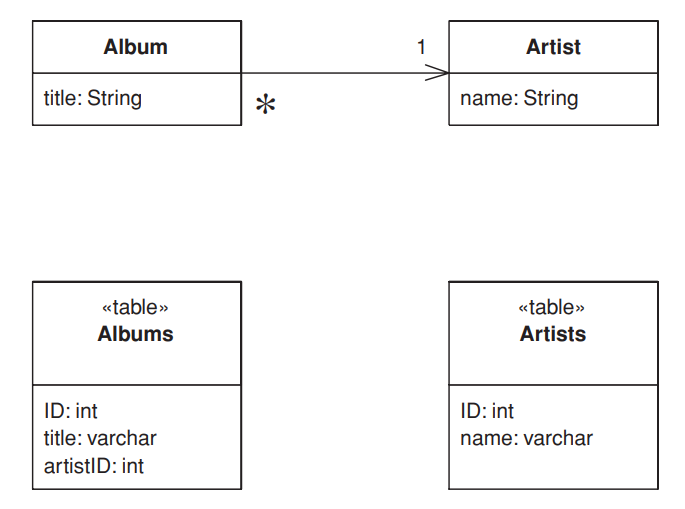 Album
1
Artist
title: String
*
name: String
«table»
Albums
«table»
Artists
ID: int
title: varchar
artistID: int
ID: int
name: varchar